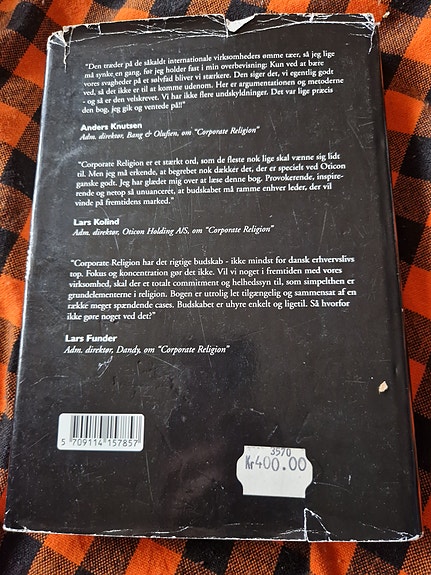 "Den træder på de såkaldt internationale virksomheders ømme tæer, så jeg lige
må synke en gang, før jeg holder fast i min overbevisning: Kun ved at bære
vores svagheder på et sølvfad bliver vi stærkere. Den siger det, vi egentlig godt
ved, så det ikke er til at komme udenom. Her er argumentationen og metoderne
- og så er den velskrevet. Vi har ikke flere undskyldninger. Det var lige præcis
den bog, jeg gik og ventede på!"
Anders Knutsen
Adm. direktør, Bang & Olufsen, om "Corporate Religion"
"Corporate Religion er et stærkt ord, som de fleste nok lige skal vænne sig lidt
til. Men jeg må erkende, at begrebet nok dækker det, der er specielt ved Oticon
ganske godt. Jeg har glædet mig over at læse denne bog. Provokerende, inspire-
rende og netop så unuanceret, at budskabet må ramme enhver leder, der vil
vinde på fremtidens marked."
Lars Kolind
Adm. direktør, Oticon Holding A/S, om "Corporate Religion"
"Corporate Religion har det rigtige budskab - ikke mindst for dansk erhvervslivs
top. Fokus og koncentration gør det ikke. Vil vi noget i fremtiden med vores
virksomhed, skal der et totalt commitment og helhedssyn til, som simpelthen er
grundelementerne i religion. Bogen er utrolig let tilgængelig og sammensat af en
række meget spændende cases. Budskabet er uhyre enkelt og ligetil. Så hvorfor
ikke gøre noget ved det?"
Lars Funder
Adm. direktør, Dandy, om "Corporate Religion"
5 709114 157857
3570
Kr400.00